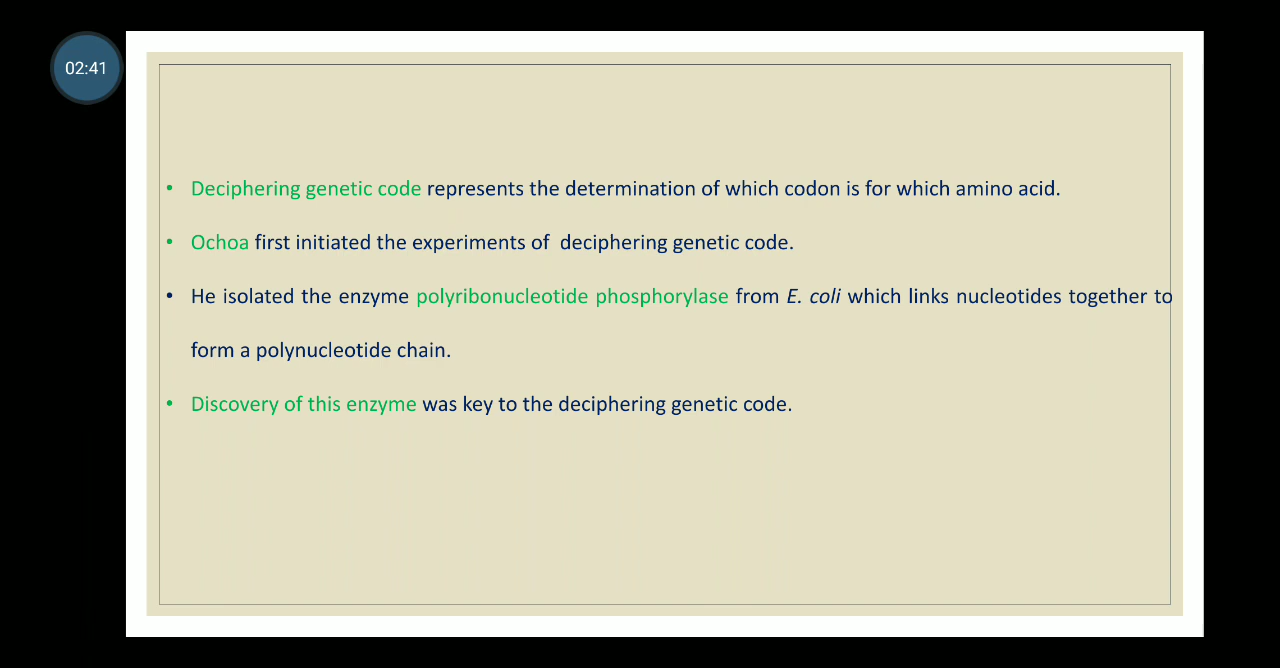 02:41
• Deciphering genetic code represents the determination of which codon is for which amino acid.
• Ochoa first initiated the experiments of deciphering genetic code.
• He isolated the enzyme polyribonucleotide phosphorylase from E. coli which links nucleotides together to
form a polynucleotide chain.
• Discovery of this enzyme was key to the deciphering genetic code.